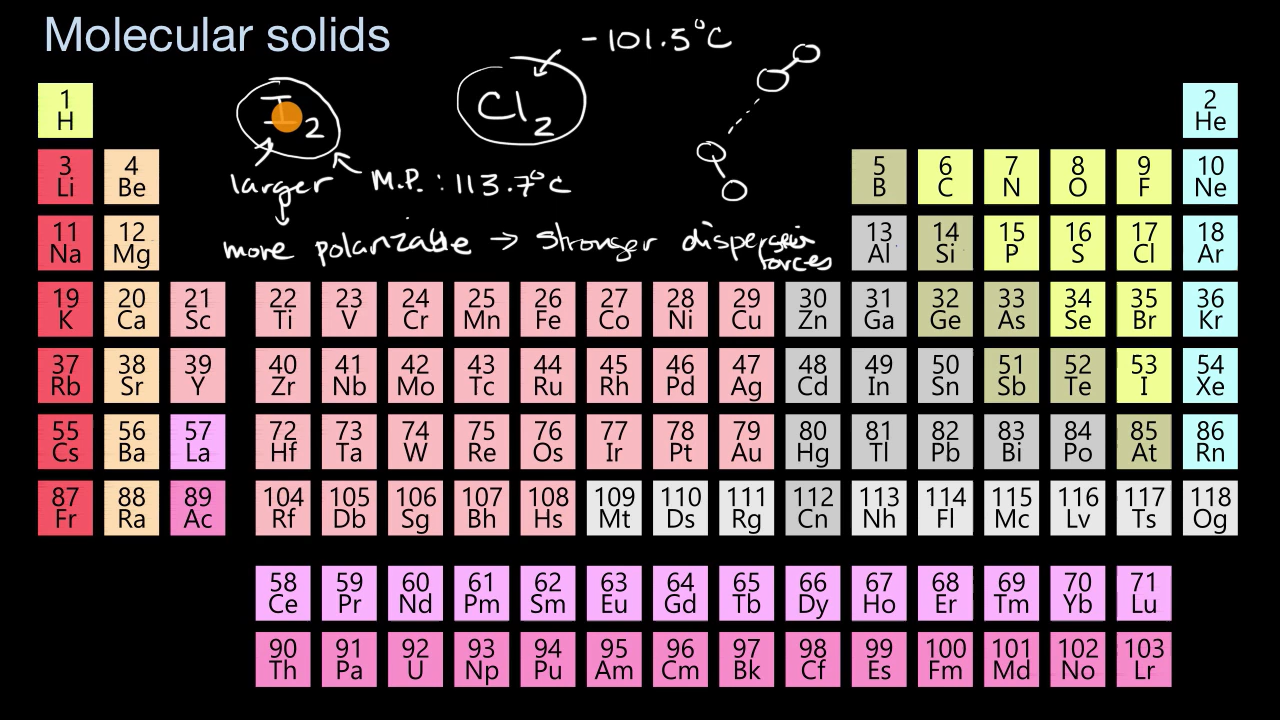 Molecular solids
-101.5°C
I2
Cl2
larger
M.P. : 113.7°C
more polarizable → stronger dispersion forces
1 H 2 He
3 Li 4 Be 5 B 6 C 7 N 8 O 9 F 10 Ne
11 Na 12 Mg 13 Al 14 Si 15 P 16 S 17 Cl 18 Ar
19 K 20 Ca 21 Sc 22 Ti 23 V 24 Cr 25 Mn 26 Fe 27 Co 28 Ni 29 Cu 30 Zn 31 Ga 32 Ge 33 As 34 Se 35 Br 36 Kr
37 Rb 38 Sr 39 Y 40 Zr 41 Nb 42 Mo 43 Tc 44 Ru 45 Rh 46 Pd 47 Ag 48 Cd 49 In 50 Sn 51 Sb 52 Te 53 I 54 Xe
55 Cs 56 Ba 57 La 72 Hf 73 Ta 74 W 75 Re 76 Os 77 Ir 78 Pt 79 Au 80 Hg 81 Tl 82 Pb 83 Bi 84 Po 85 At 86 Rn
87 Fr 88 Ra 89 Ac 104 Rf 105 Db 106 Sg 107 Bh 108 Hs 109 Mt 110 Ds 111 Rg 112 Cn 113 Nh 114 Fl 115 Mc 116 Lv 117 Ts 118 Og
58 Ce 59 Pr 60 Nd 61 Pm 62 Sm 63 Eu 64 Gd 65 Tb 66 Dy 67 Ho 68 Er 69 Tm 70 Yb 71 Lu
90 Th 91 Pa 92 U 93 Np 94 Pu 95 Am 96 Cm 97 Bk 98 Cf 99 Es 100 Fm 101 Md 102 No 103 Lr